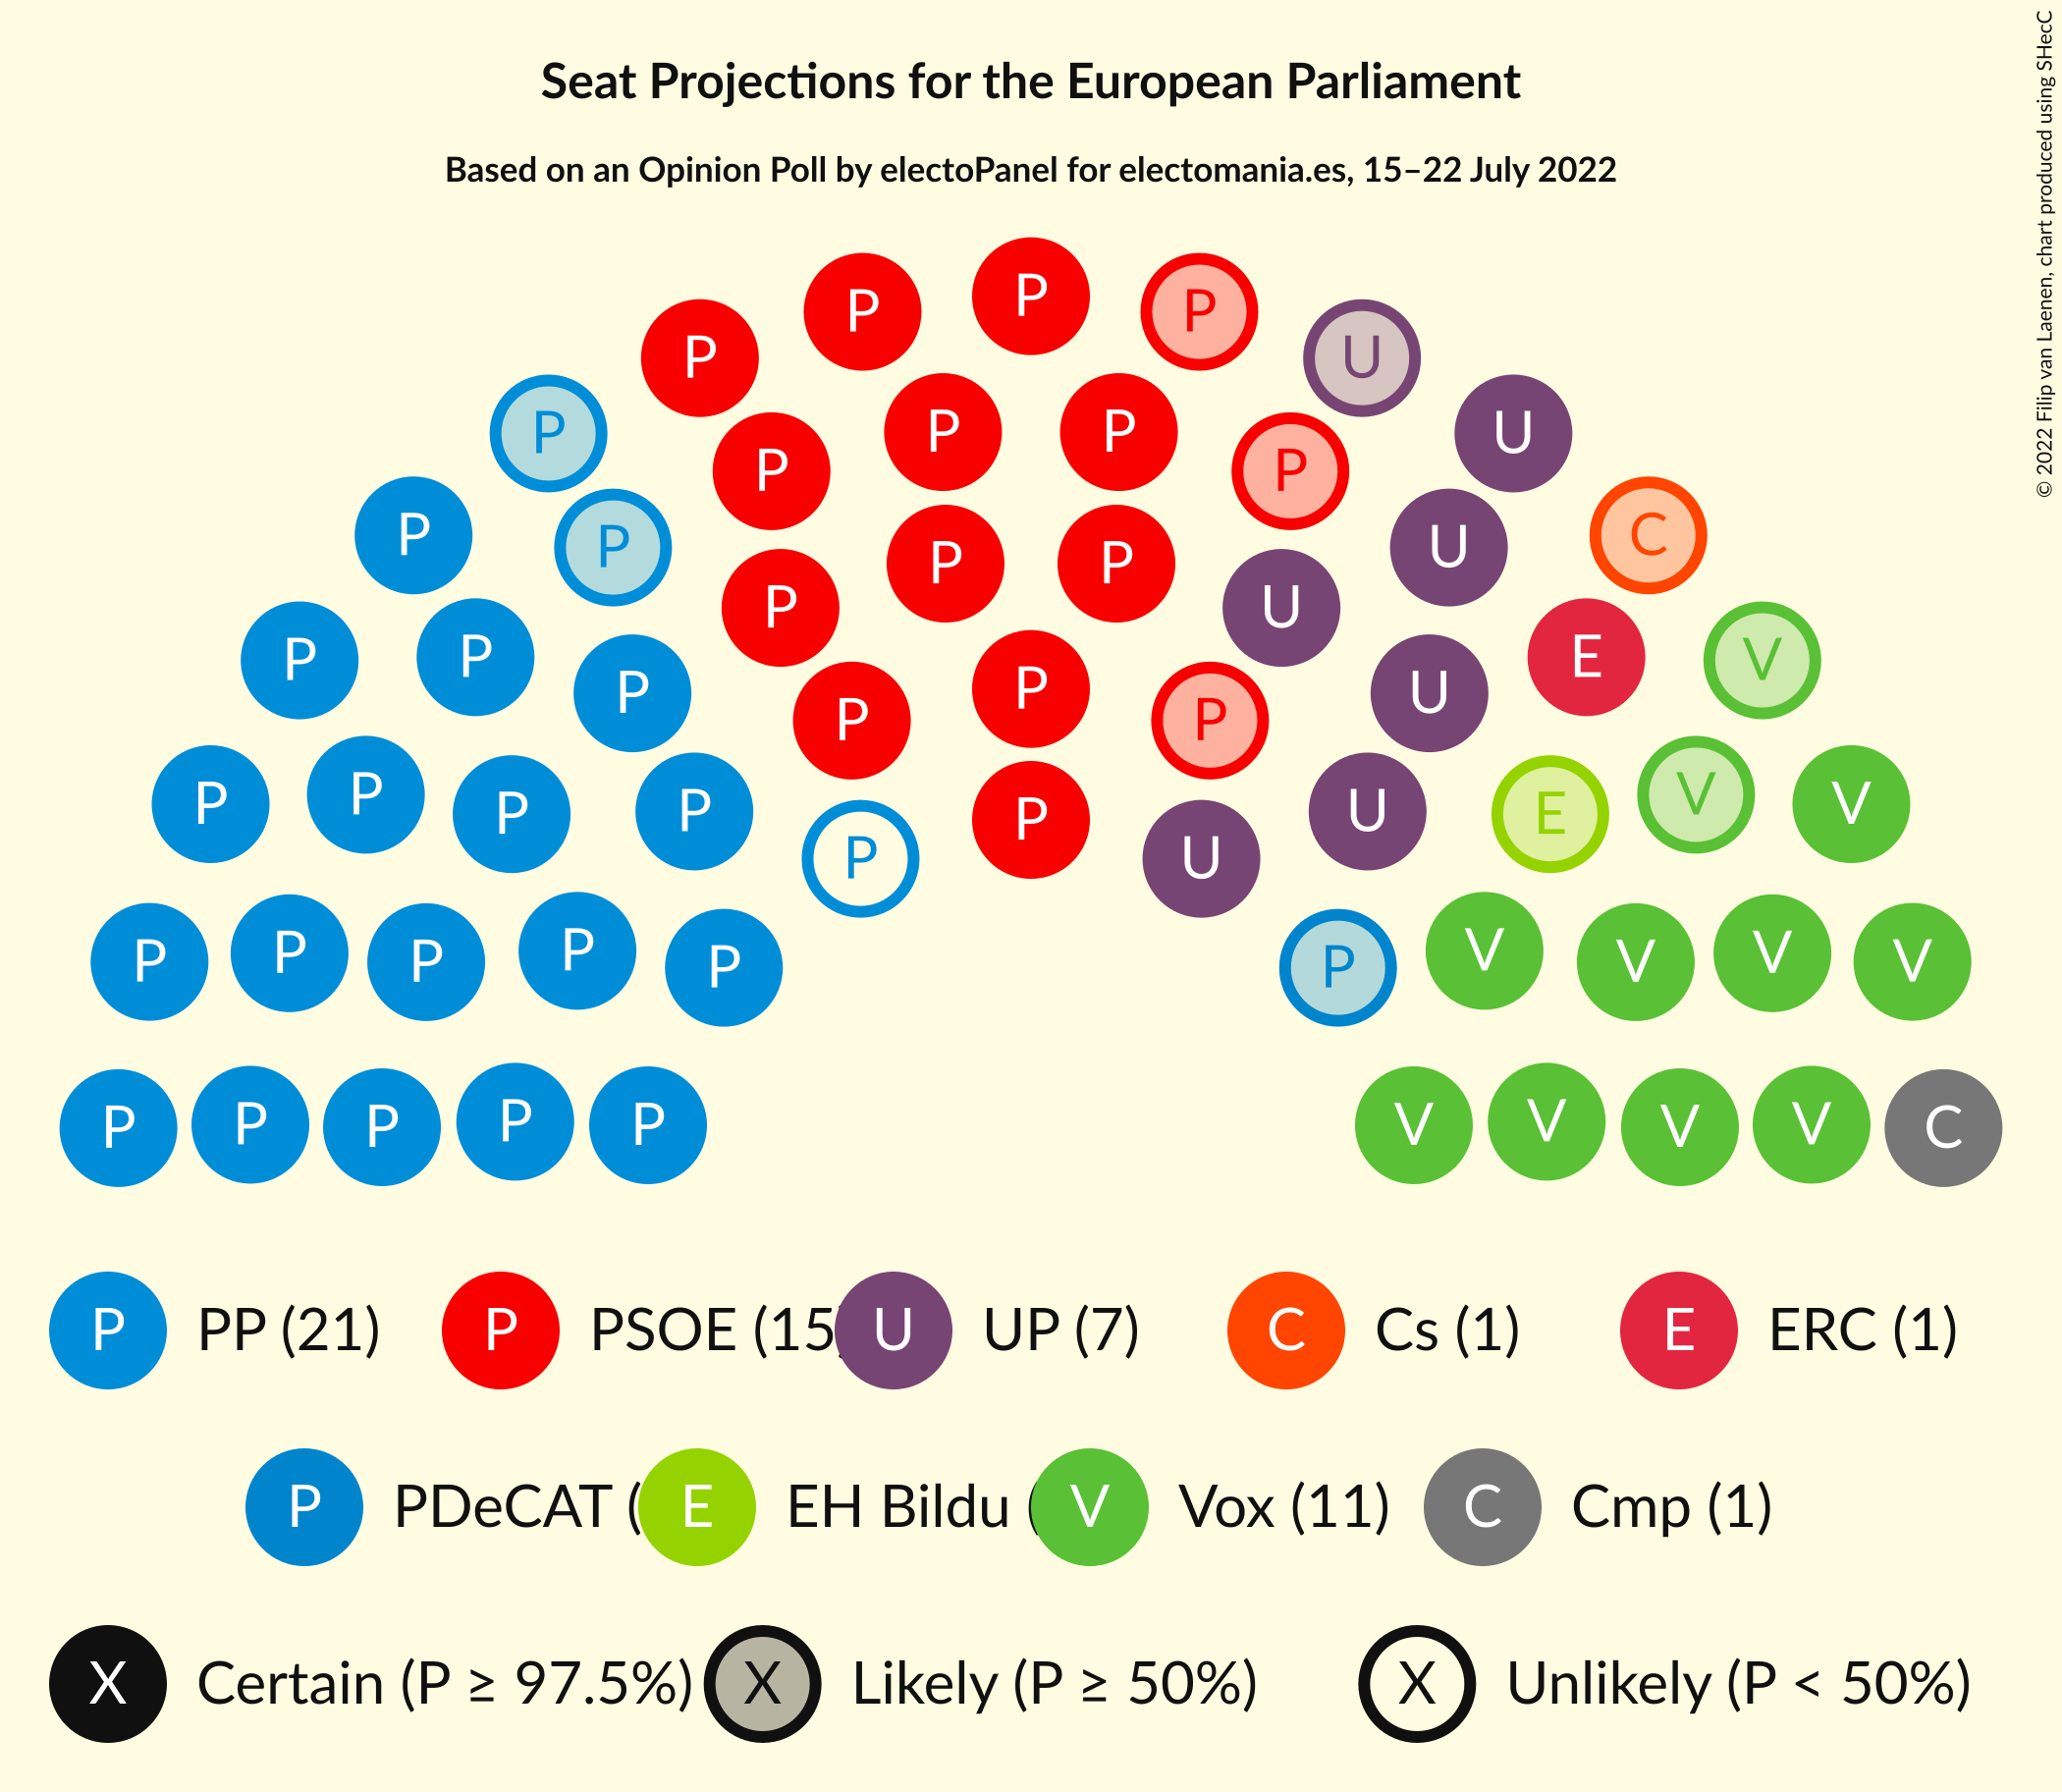 Seat Projections for the European Parliament
Based on an Opinion Poll by electoPanel for electomania.es, 15–22 July 2022
© 2022 Filip van Laenen, chart produced using SHecC
P P P P U
P P P P P U
P P U C
P P P P U
P P P U E V
P P P U
P P P P P U E V V
P P P P P P V V V V
P P P P P V V V V C
P PP (21) P PSOE (15 U UP (7) C Cs (1) E ERC (1)
P PDeCAT ( E EH Bildu ( V Vox (11) C Cmp (1)
X Certain (P ≥ 97.5%) X Likely (P ≥ 50%) X Unlikely (P < 50%)